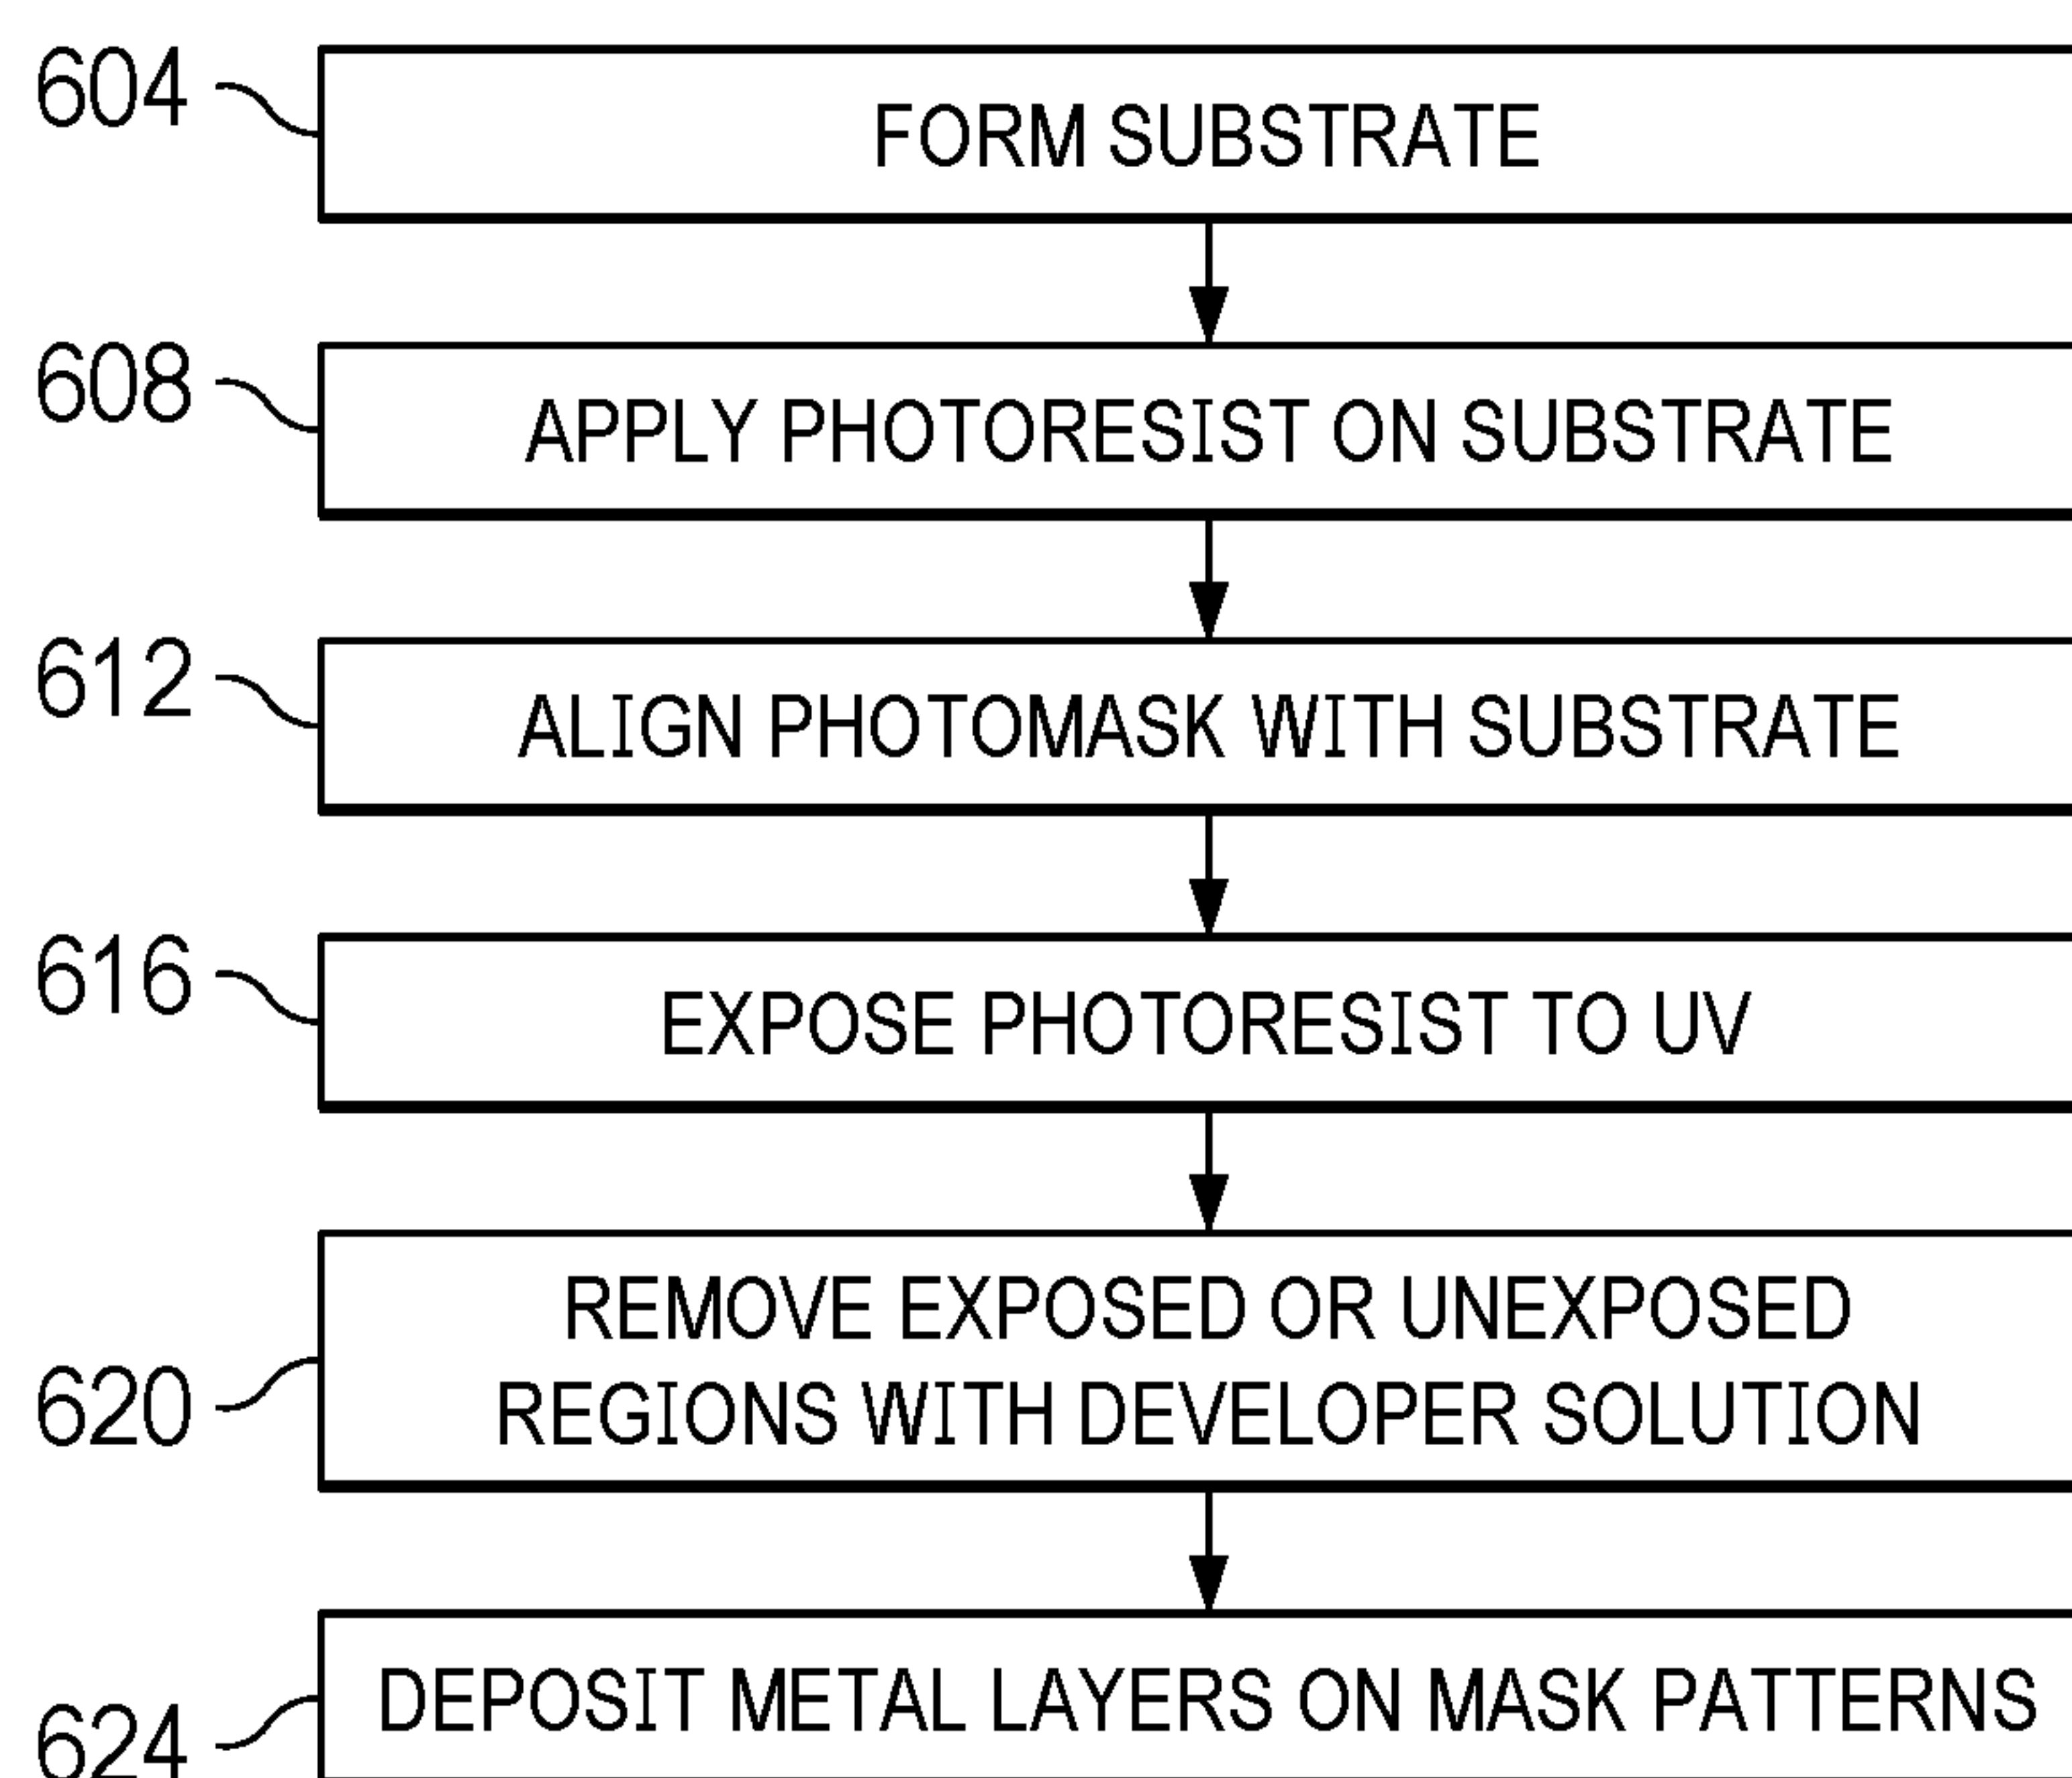 604
FORM SUBSTRATE
608
APPLY PHOTORESIST ON SUBSTRATE
612
ALIGN PHOTOMASK WITH SUBSTRATE
616
EXPOSE PHOTORESIST TO UV
REMOVE EXPOSED OR UNEXPOSED
620
REGIONS WITH DEVELOPER SOLUTION
DEPOSIT METAL LAYERS ON MASK PATTERNS
624